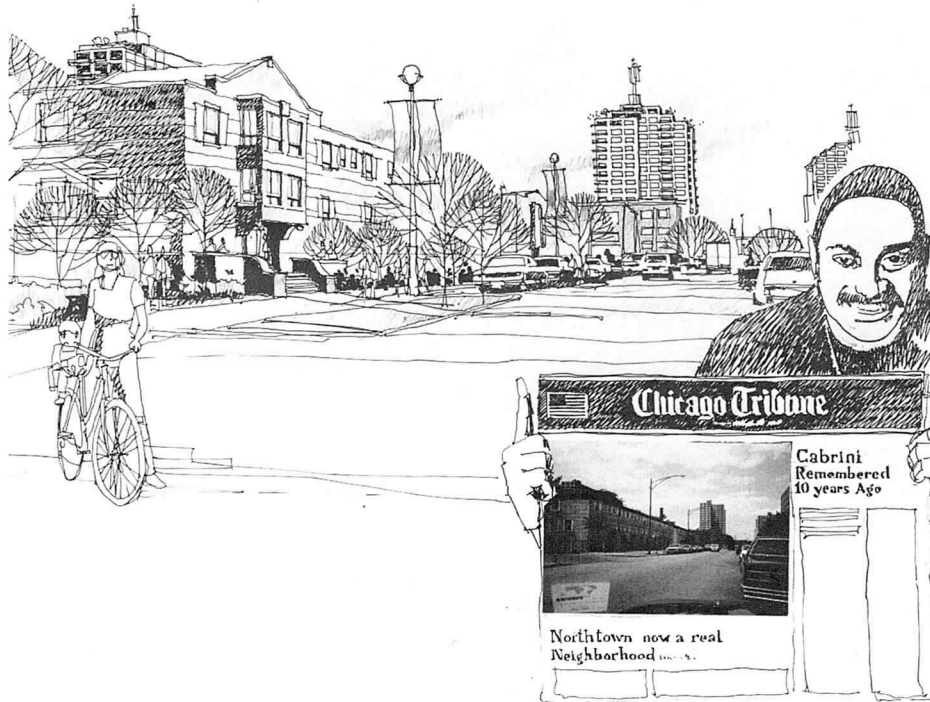 Chicago Tribune
Cabrini
Remembered
10 years Ago
Northtown now a real
Neighborhood